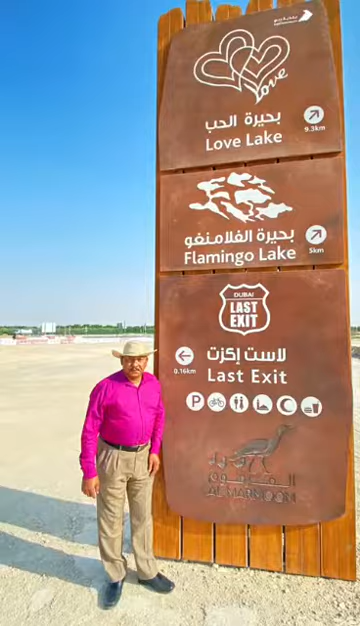 Love
بحيرة الحب
Love Lake
9.3km
بحيرة الفلامنغو
Flamingo Lake
5km
DUBAI
LAST
EXIT
لاست إكزت
Last Exit
0.16km
P
المرموم
AL MARMOOM